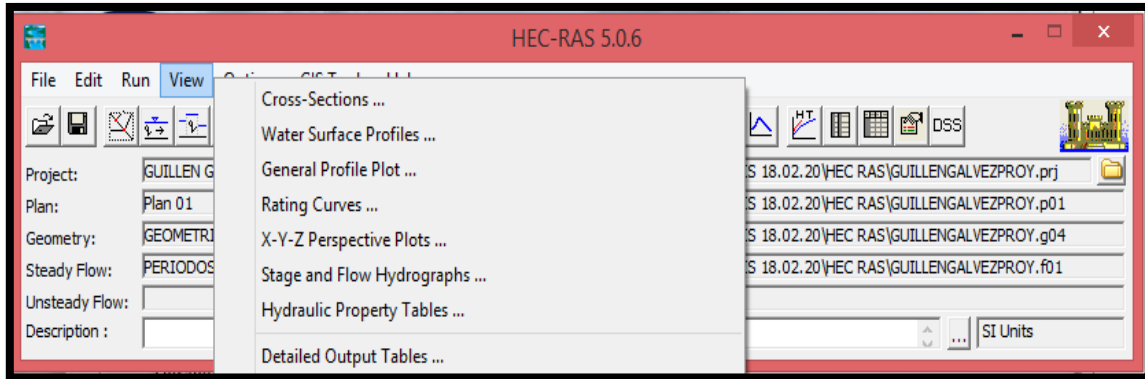 HEC-RAS 5.0.6
File Edit Run View
Cross-Sections ...
Water Surface Profiles ...
General Profile Plot ...
Rating Curves ...
X-Y-Z Perspective Plots ...
Stage and Flow Hydrographs ...
Hydraulic Property Tables ...
Detailed Output Tables ...
HT DSS
Project: GUILLEN G S 18.02.20\HEC RAS\GUILLENGALVEZPROY.prj
Plan: Plan 01 S 18.02.20\HEC RAS\GUILLENGALVEZPROY.p01
Geometry: GEOMETRI S 18.02.20\HEC RAS\GUILLENGALVEZPROY.g04
Steady Flow: PERIODOS S 18.02.20\HEC RAS\GUILLENGALVEZPROY.f01
Unsteady Flow:
Description : ... SI Units